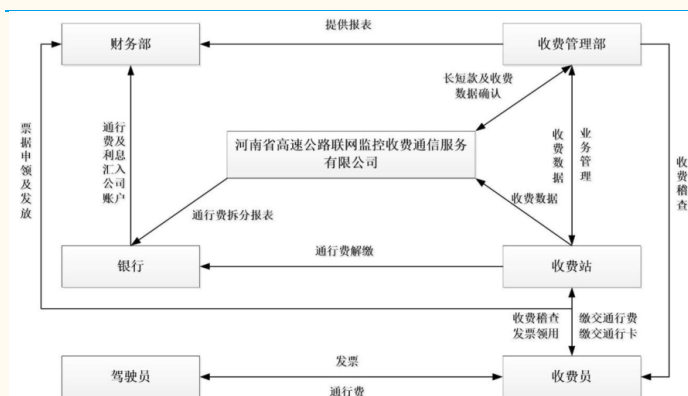 提供报表
财务部
收费管理部
长短款及收费
数据确认
票据申领及发放
通行
费及
利息
汇入
公司
账户
河南省高速公路联网监控收费通信服务
有限公司
收费数据
业务管理
收费稽查
收费数据
通行费拆分报表
银行
通行费解缴
收费站
收费稽查
发票领用
缴交通行费
缴交通行卡
驾驶员
发票
通行费
收费员